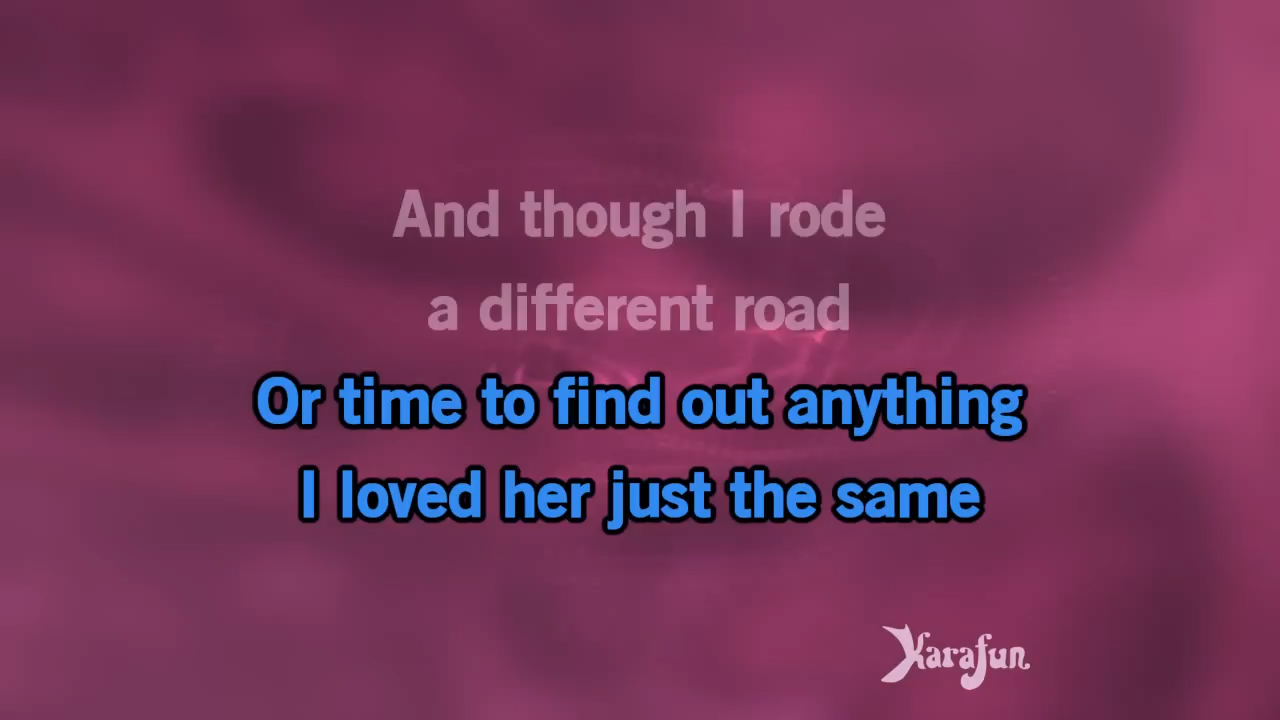 And though I rode
a different road
Or time to find out anything
I loved her just the same
Karafun